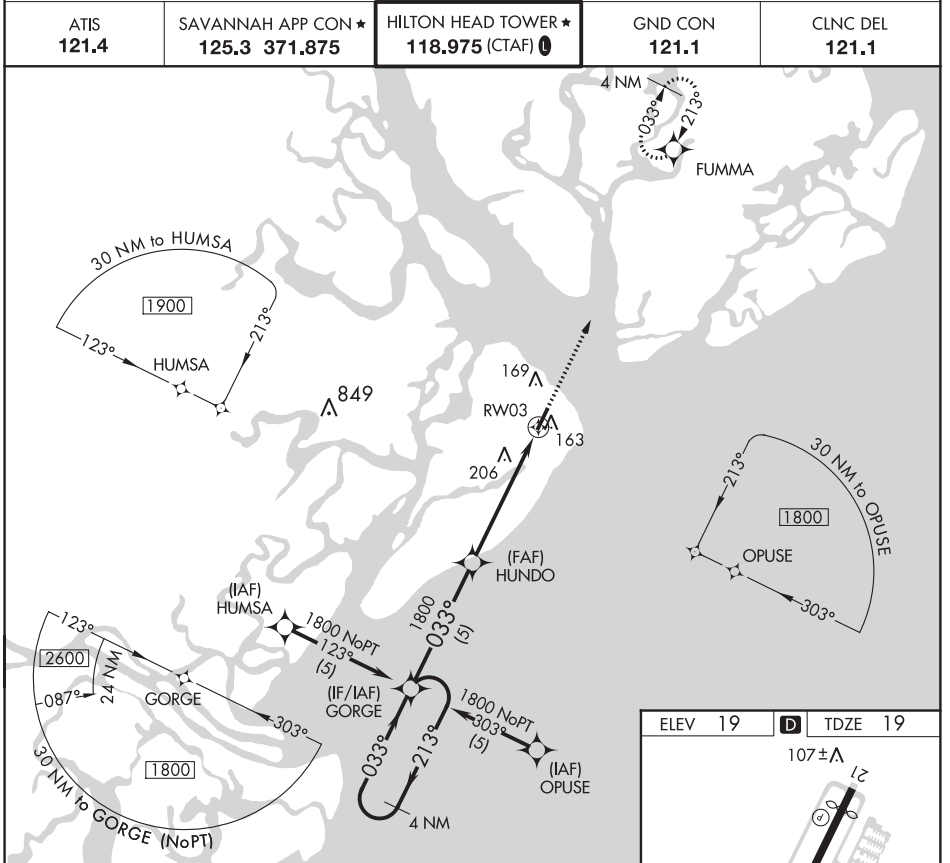 ATIS
121.4
SAVANNAH APP CON ★
125.3 371.875
HILTON HEAD TOWER ★
118.975 (CTAF) L
GND CON
121.1
CLNC DEL
121.1
4 NM
033°
213°
FUMMA
30 NM to HUMSA
1900
123°
213°
HUMSA
849
169
RW03
163
206
213°
30 NM to OPUSE
1800
OPUSE
303°
(FAF)
HUNDO
(IAF)
HUMSA
1800 NoPT
123°
(5)
1800
033°
(5)
123°
2600
087°
24 NM
GORGE
303°
1800
30 NM to GORGE (NoPT)
(IF/IAF)
GORGE
1800 NoPT
303°
(5)
(IAF)
OPUSE
033°
213°
4 NM
ELEV 19
D
TDZE 19
107±
21
P